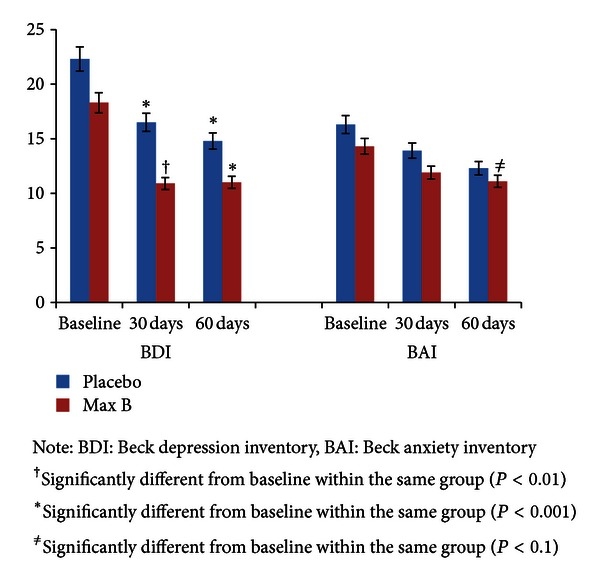 25
20
15
10
5
0
*
†
*
*
≠
Baseline 30 days 60 days Baseline 30 days 60 days
BDI BAI
Placebo
Max B
Note: BDI: Beck depression inventory, BAI: Beck anxiety inventory
†Significantly different from baseline within the same group (P < 0.01)
*Significantly different from baseline within the same group (P < 0.001)
≠Significantly different from baseline within the same group (P < 0.1)